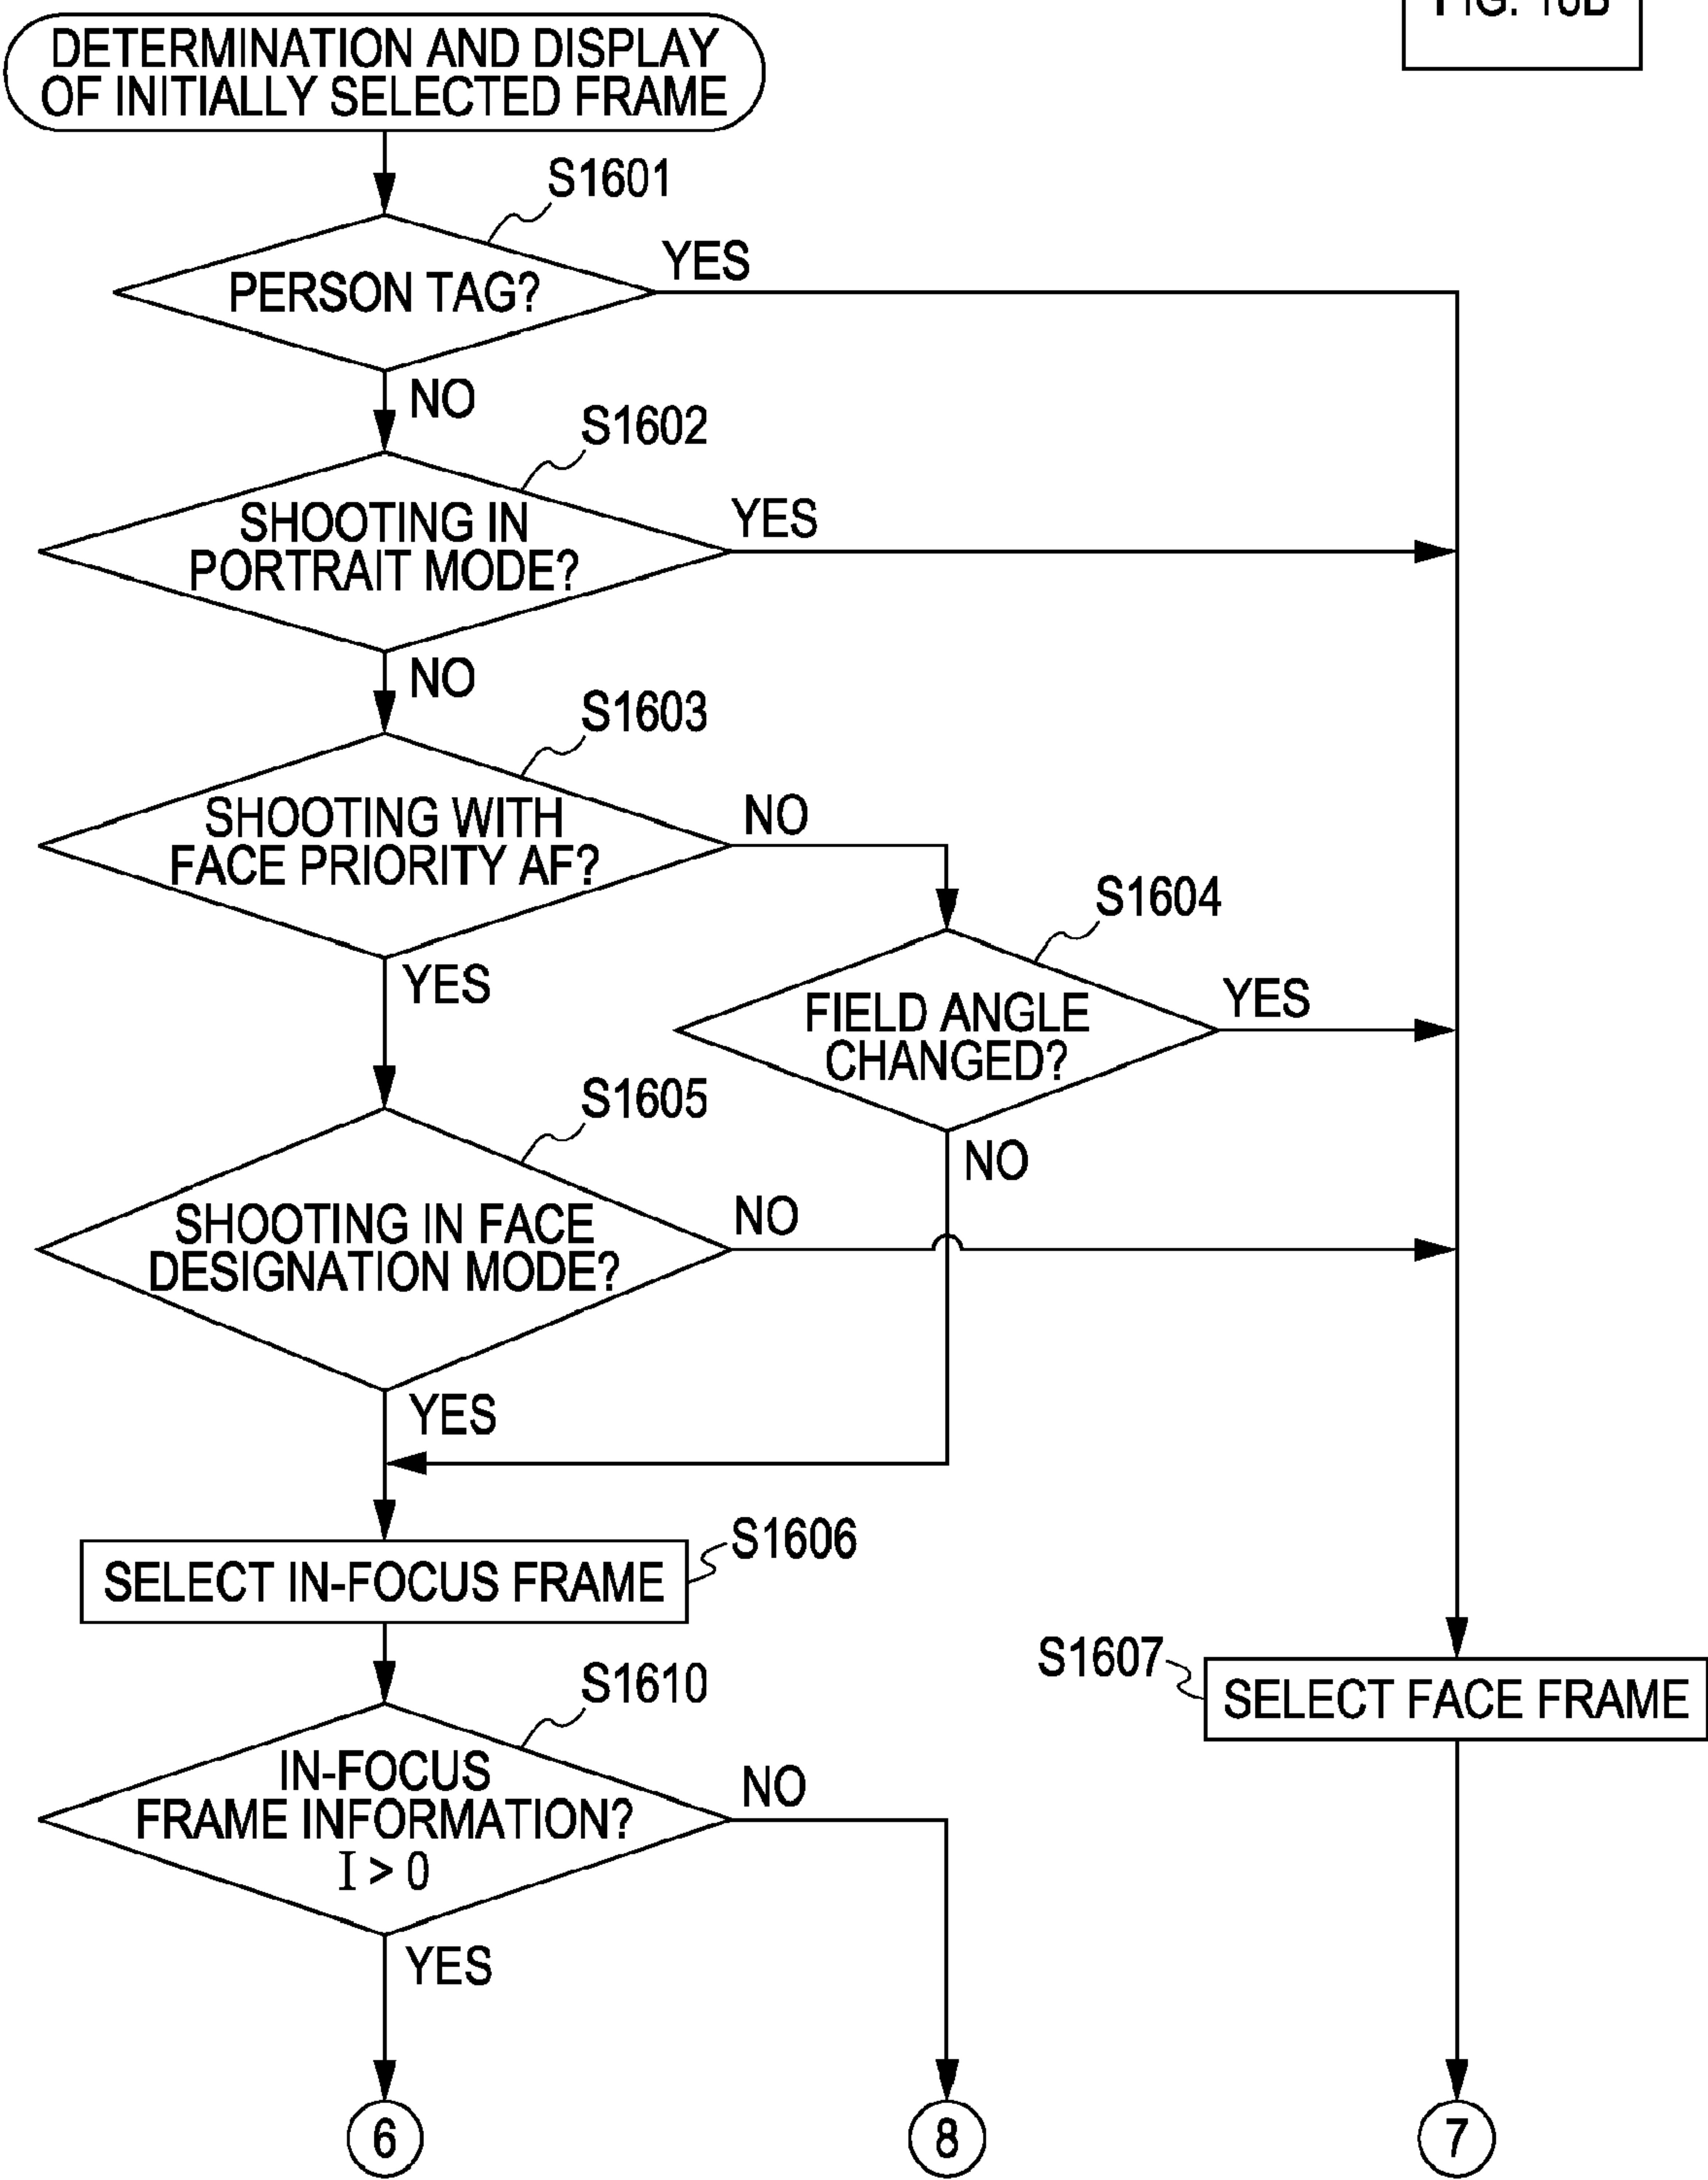 DETERMINATION AND DISPLAY
OF INITIALLY SELECTED FRAME
S1601
PERSON TAG?
YES
NO
S1602
SHOOTING IN
PORTRAIT MODE?
YES
NO
S1603
SHOOTING WITH
FACE PRIORITY AF?
NO
YES
S1604
FIELD ANGLE
CHANGED?
YES
NO
S1605
SHOOTING IN FACE
DESIGNATION MODE?
NO
YES
S1606
SELECT IN-FOCUS FRAME
S1607
SELECT FACE FRAME
S1610
IN-FOCUS
FRAME INFORMATION?
I > 0
NO
YES
6
8
7